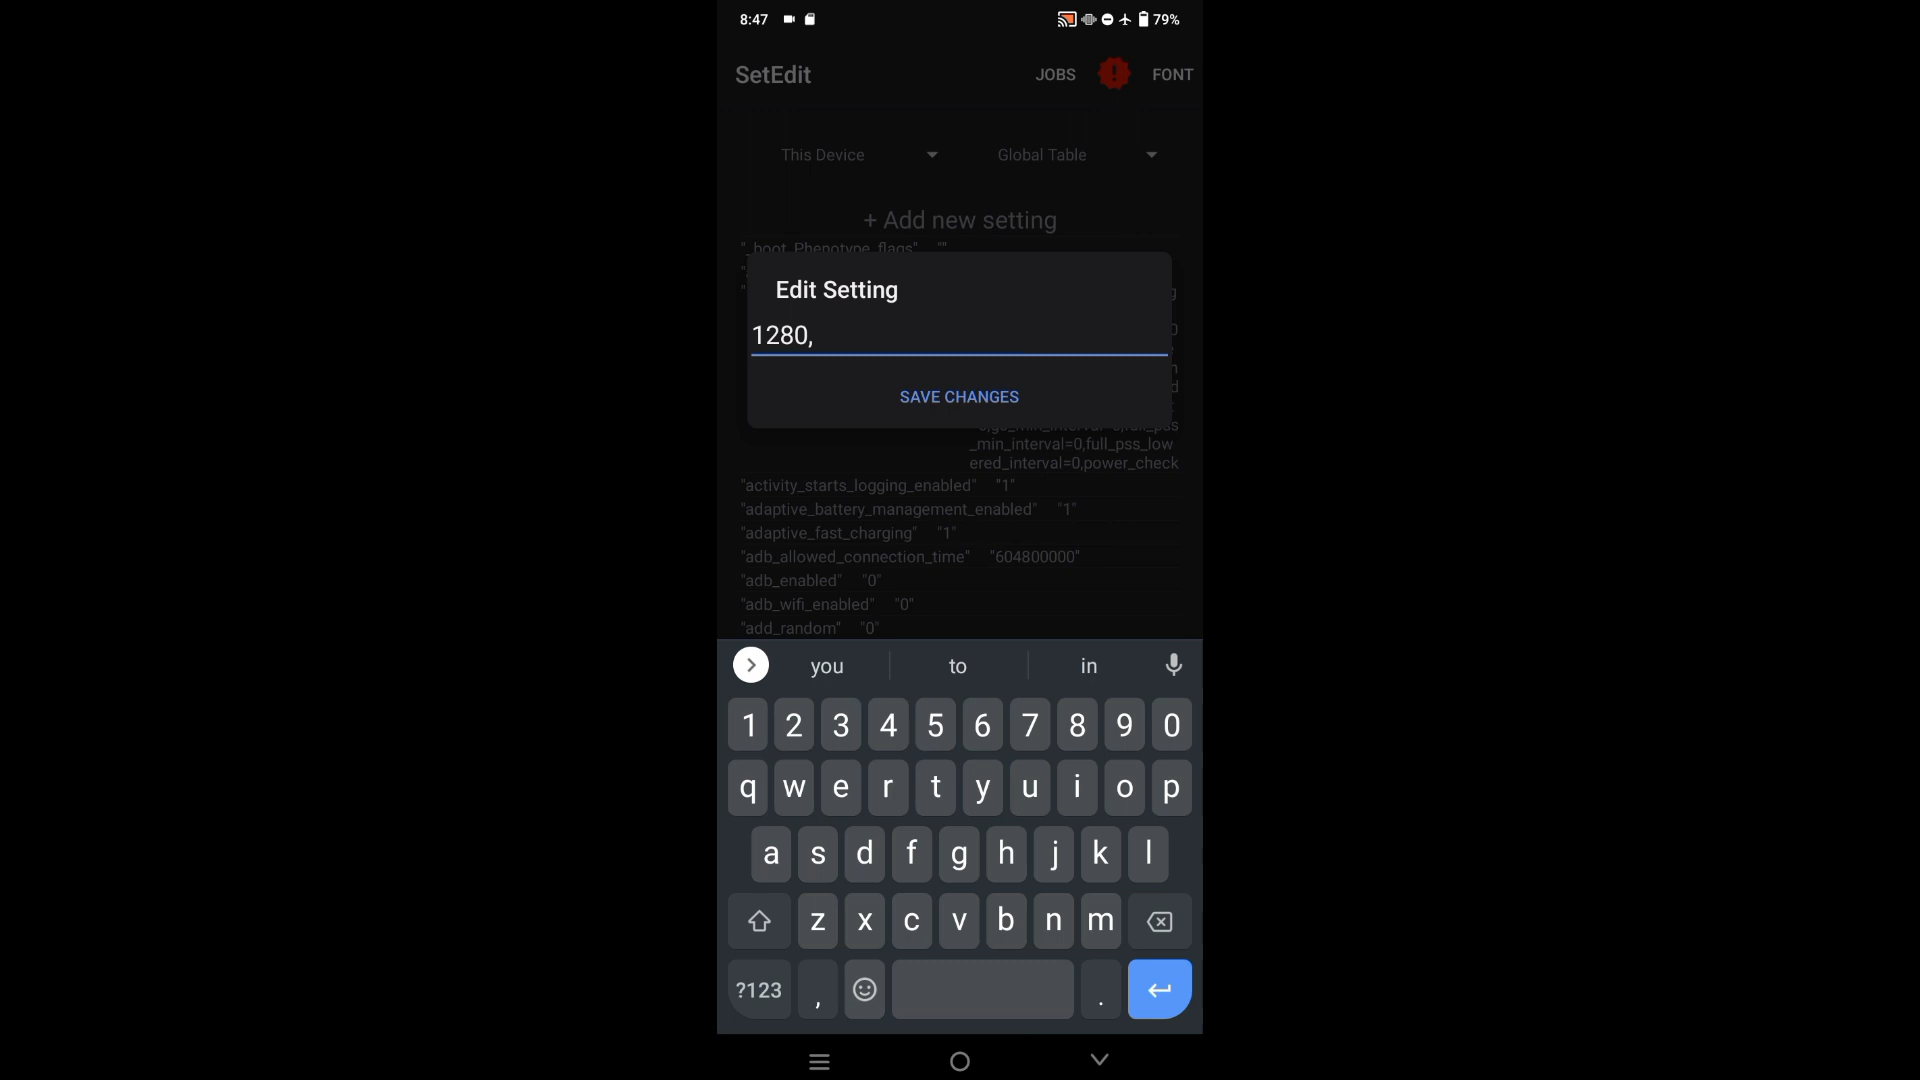 8:47 79%
SetEdit JOBS FONT
This Device Global Table
+ Add new setting
"_boot_Phenotype_flags" ""
Edit Setting
1280,
SAVE CHANGES
_min_interval=0,full_pss_low
ered_interval=0,power_check
"activity_starts_logging_enabled" "1"
"adaptive_battery_management_enabled" "1"
"adaptive_fast_charging" "1"
"adb_allowed_connection_time" "604800000"
"adb_enabled" "0"
"adb_wifi_enabled" "0"
"add_random" "0"
you to in
1 2 3 4 5 6 7 8 9 0
q w e r t y u i o p
a s d f g h j k l
z x c v b n m
?123 , .